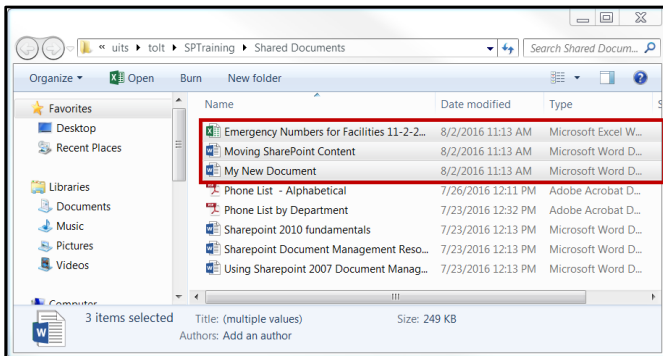 « uits ▸ tolt ▸ SPTraining ▸ Shared Documents
Search Shared Docum...
Organize Open Burn New folder
Favorites
Desktop
Recent Places
Libraries
Documents
Music
Pictures
Videos
Computer
Name Date modified Type S
Emergency Numbers for Facilities 11-2-2... 8/2/2016 11:13 AM Microsoft Excel W...
Moving SharePoint Content 8/2/2016 11:13 AM Microsoft Word D...
My New Document 8/2/2016 11:13 AM Microsoft Word D...
Phone List - Alphabetical 7/26/2016 12:11 PM Adobe Acrobat D...
Phone List by Department 7/23/2016 12:32 PM Adobe Acrobat D...
Sharepoint 2010 fundamentals 7/23/2016 12:13 PM Microsoft Word D...
Sharepoint Document Management Reso... 7/23/2016 12:13 PM Microsoft Word D...
Using Sharepoint 2007 Document Manag... 7/23/2016 12:13 PM Microsoft Word D...
3 items selected Title: (multiple values) Size: 249 KB
Authors: Add an author